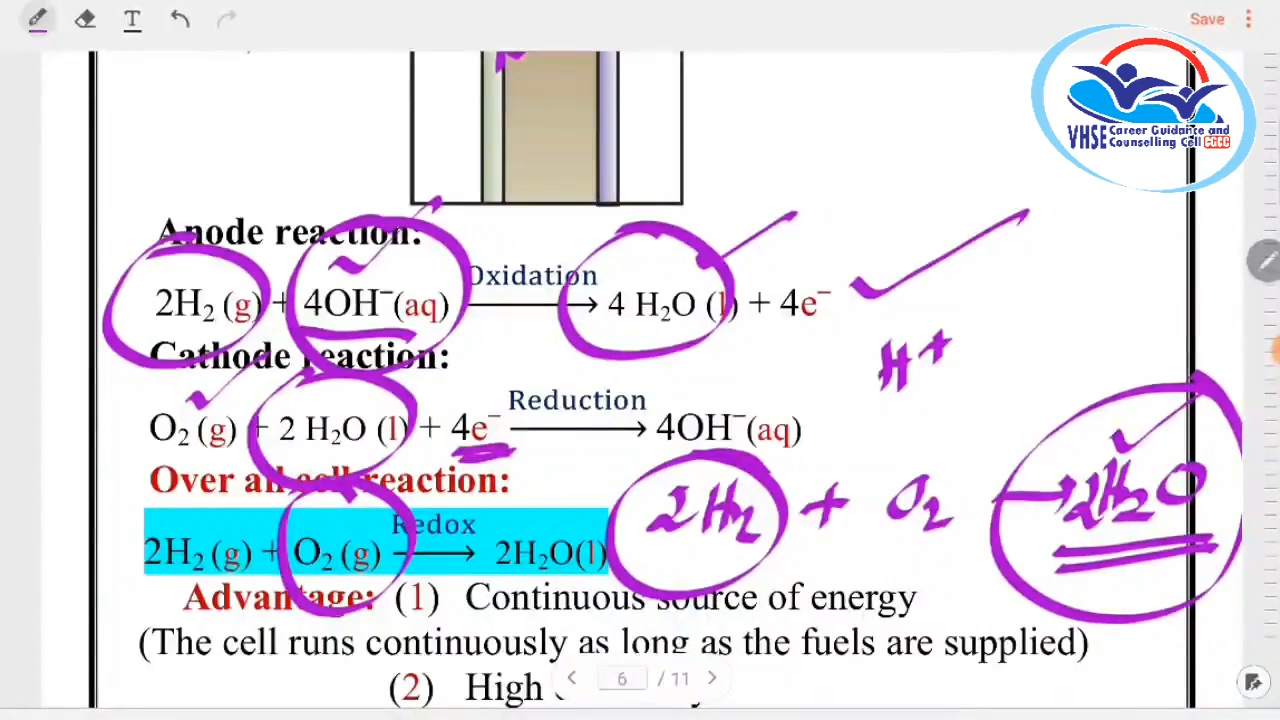 T
Save
VHSE Career Guidance and
Counselling Cell CGCC
Anode reaction:
2H₂ (g) + 4OH⁻(aq) Oxidation → 4 H₂O (l) + 4e⁻
H+
Cathode reaction:
O₂ (g) + 2 H₂O (l) + 4e⁻ Reduction → 4OH⁻(aq)
Over all cell reaction:
2H₂ + O₂ → 2H₂O
2H₂ (g) + O₂ (g) Redox → 2H₂O(l)
Advantage: (1) Continuous source of energy
(The cell runs continuously as long as the fuels are supplied)
(2) High
< 6 / 11 >